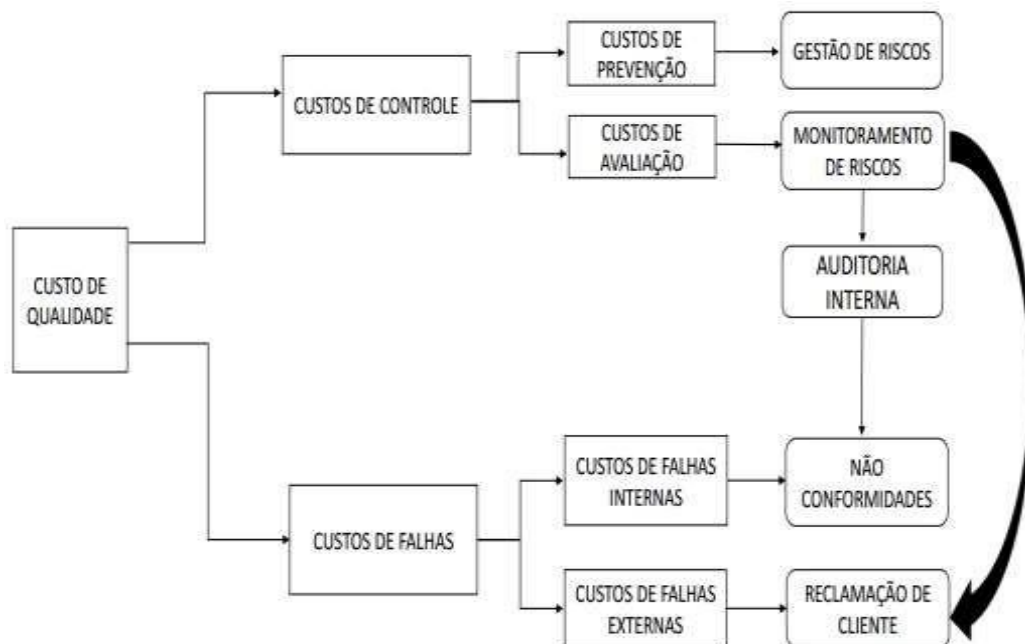 CUSTOS DE
PREVENÇÃO
GESTÃO DE RISCOS
CUSTOS DE CONTROLE
CUSTOS DE
AVALIAÇÃO
MONITORAMENTO
DE RISCOS
AUDITORIA
INTERNA
CUSTO DE
QUALIDADE
CUSTOS DE FALHAS
INTERNAS
NÃO
CONFORMIDADES
CUSTOS DE FALHAS
CUSTOS DE FALHAS
EXTERNAS
RECLAMAÇÃO DE
CLIENTE